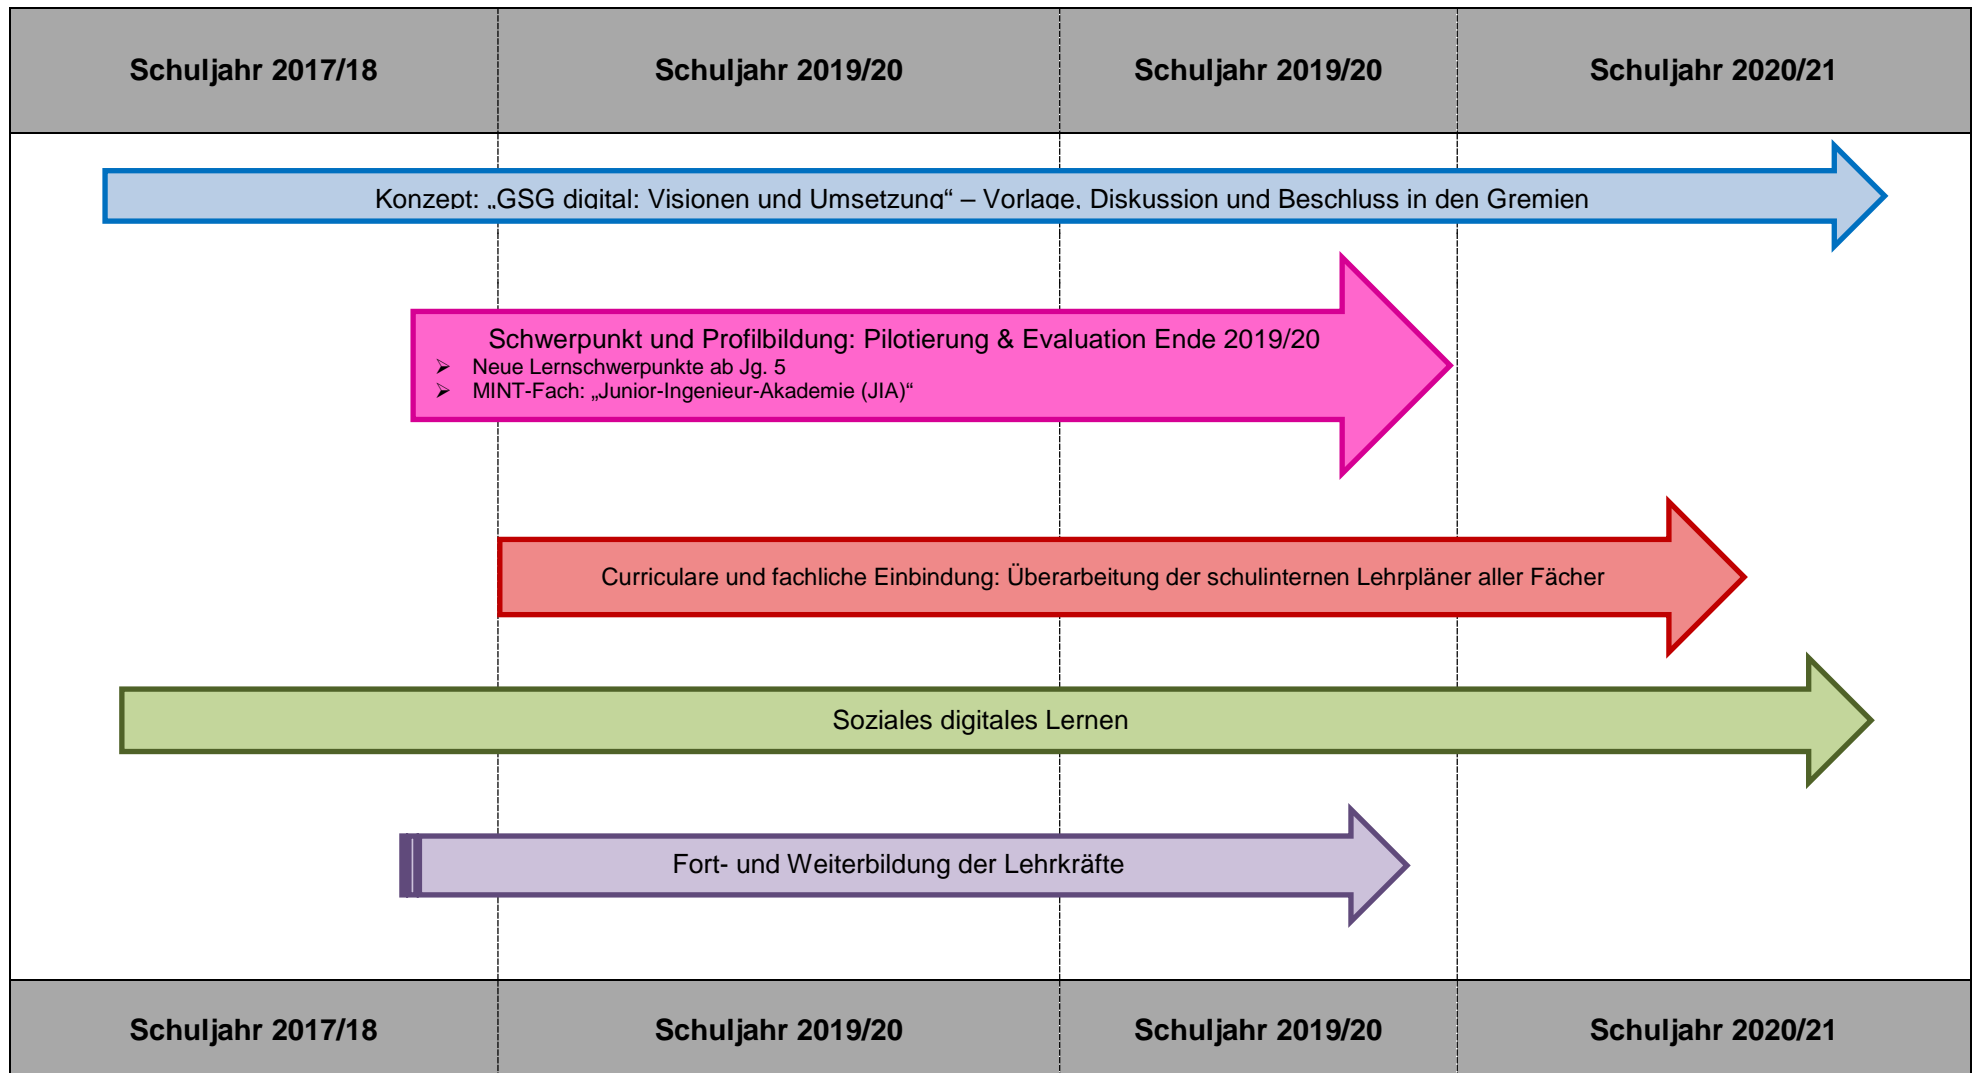 Schuljahr 2017/18 Schuljahr 2019/20 Schuljahr 2019/20 Schuljahr 2020/21
Konzept: „GSG digital: Visionen und Umsetzung“ – Vorlage, Diskussion und Beschluss in den Gremien
Schwerpunkt und Profilbildung: Pilotierung & Evaluation Ende 2019/20
➢ Neue Lernschwerpunkte ab Jg. 5
➢ MINT-Fach: „Junior-Ingenieur-Akademie (JIA)“
Curriculare und fachliche Einbindung: Überarbeitung der schulinternen Lehrpläner aller Fächer
Soziales digitales Lernen
Fort- und Weiterbildung der Lehrkräfte
Schuljahr 2017/18 Schuljahr 2019/20 Schuljahr 2019/20 Schuljahr 2020/21